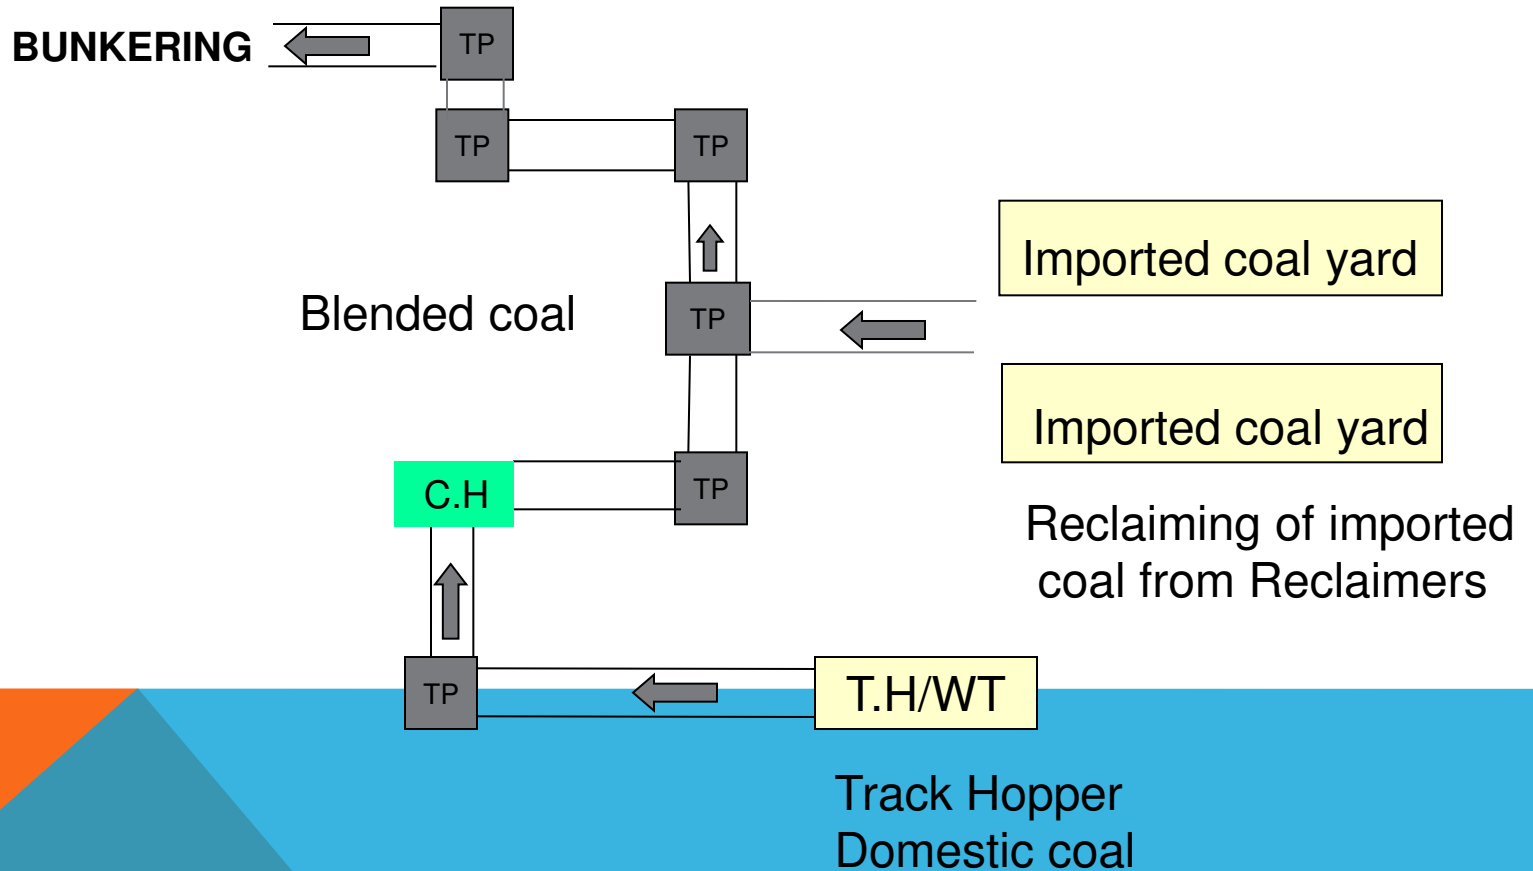 TP
BUNKERING
TP
TP
Imported coal yard
Blended coal
TP
Imported coal yard
C.H
TP
Reclaiming of imported
coal from Reclaimers
TP
T.H/WT
Track Hopper
Domestic coal